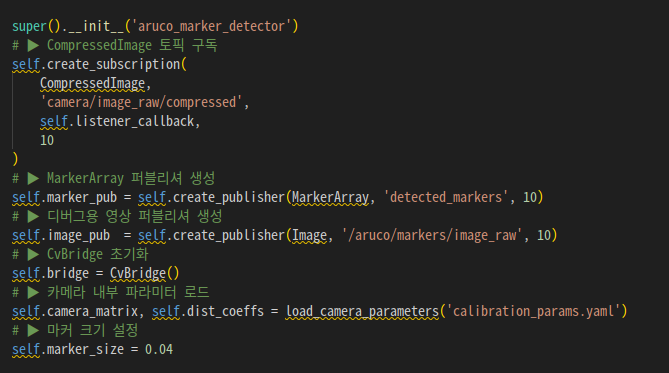 super().__init__('aruco_marker_detector')
# ▶ CompressedImage 토픽 구독
self.create_subscription(
    CompressedImage,
    'camera/image_raw/compressed',
    self.listener_callback,
    10
)
# ▶ MarkerArray 퍼블리셔 생성
self.marker_pub = self.create_publisher(MarkerArray, 'detected_markers', 10)
# ▶ 디버그용 영상 퍼블리셔 생성
self.image_pub  = self.create_publisher(Image, '/aruco/markers/image_raw', 10)
# ▶ CvBridge 초기화
self.bridge = CvBridge()
# ▶ 카메라 내부 파라미터 로드
self.camera_matrix, self.dist_coeffs = load_camera_parameters('calibration_params.yaml')
# ▶ 마커 크기 설정
self.marker_size = 0.04